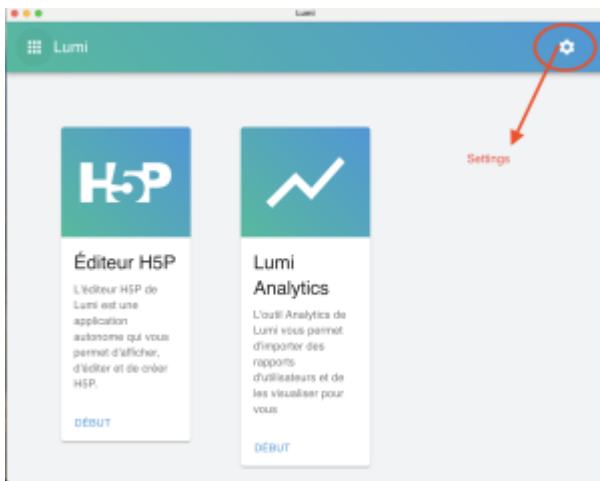 Lumi
Lumi
Settings
H5P
Éditeur H5P
L'éditeur H5P de
Lumi est une
application
autonome qui vous
permet d'afficher,
d'éditer et de créer
H5P.
DÉBUT
Lumi
Analytics
L'outil Analytics de
Lumi vous permet
d'importer des
rapports
d'utilisateurs et de
les visualiser pour
vous
DÉBUT